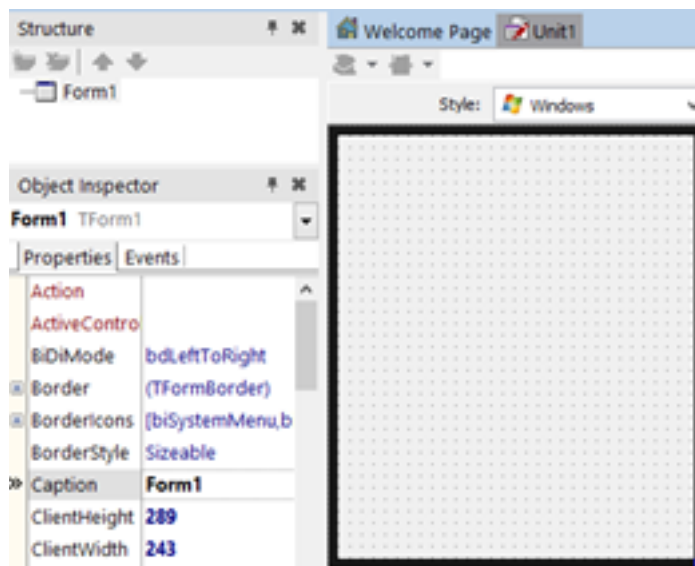 Structure
Form1
Object Inspector
Form1 TForm1
Properties Events
Action
ActiveContro
BiDiMode bdLeftToRight
Border (TFormBorder)
BorderIcons [biSystemMenu,b
BorderStyle Sizeable
Caption Form1
ClientHeight 289
ClientWidth 243
Welcome Page Unit1
Style: Windows